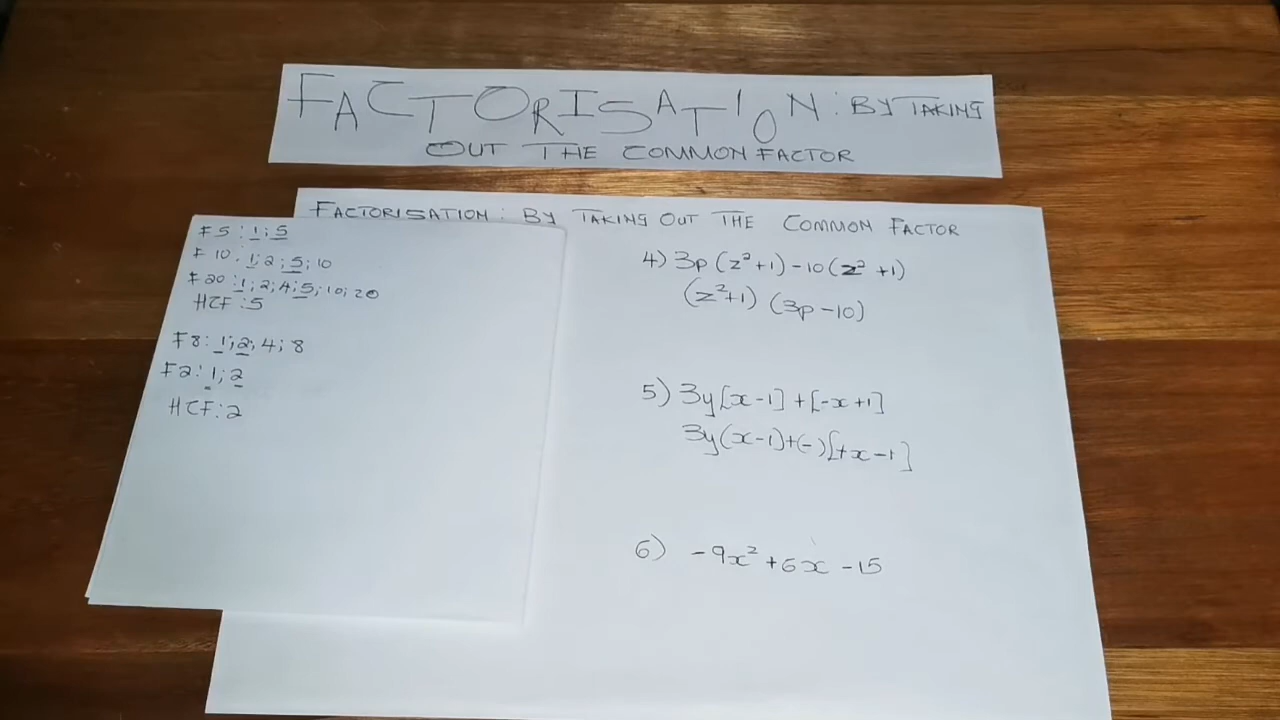 FACTORISATION: BY TAKING
OUT THE COMMON FACTOR
FACTORISATION: BY TAKING OUT THE COMMON FACTOR
F5: 1; 5
F10: 1; 2; 5; 10
F20: 1; 2; 4; 5; 10; 20
HCF: 5
F8: 1; 2; 4; 8
F2: 1; 2
HCF: 2
4) 3p(z²+1)-10(z²+1)
(z²+1)(3p-10)
5) 3y[x-1]+[-x+1]
3y(x-1)+(-)[+x-1]
6) -9x²+6x-15